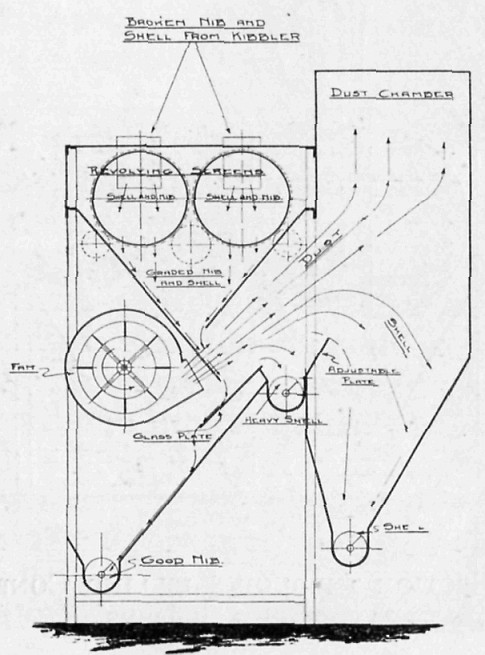 BROKEN NIB AND
SHELL FROM KIBBLER
DUST CHAMBER
REVOLVING SCREENS
SHELL AND NIB
SHELL AND NIB
DUST
GRADED NIB
AND SHELL
SHELL
FAN
ADJUSTABLE
PLATE
HEAVY SHELL
GLASS PLATE
SHELL
GOOD NIB